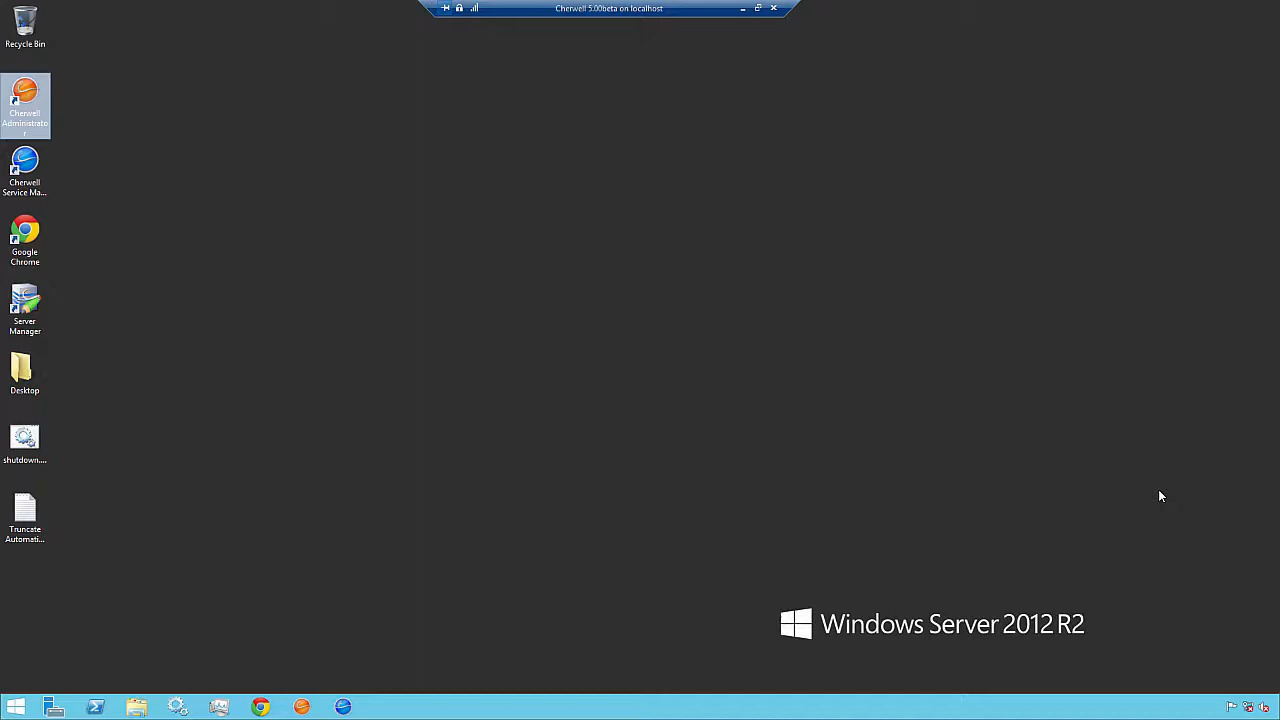 Cherwell 5.00beta on localhost
Recycle Bin
Cherwell
Administrato
r
Cherwell
Service Ma...
Google
Chrome
Server
Manager
Desktop
shutdown....
Truncate
Automati...
Windows Server 2012 R2